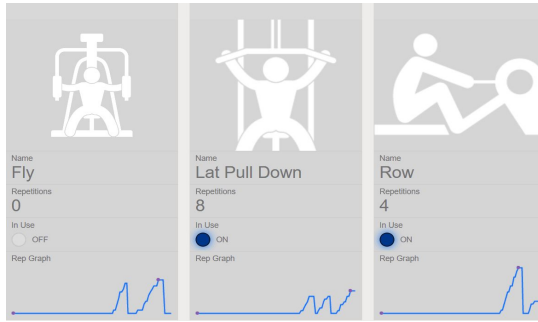 Name
Fly
Repetitions
0
In Use
OFF
Rep Graph
Name
Lat Pull Down
Repetitions
8
In Use
ON
Rep Graph
Name
Row
Repetitions
4
In Use
ON
Rep Graph